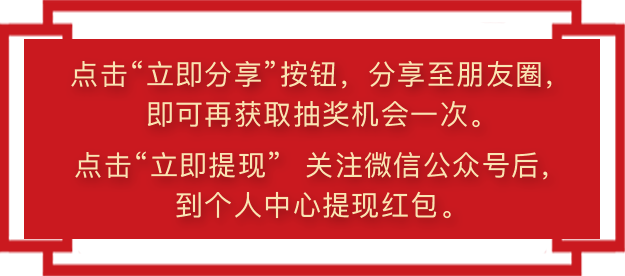 点击“立即分享”按钮，分享至朋友圈，
即可再获取抽奖机会一次。
点击“立即提现” 关注微信公众号后，
到个人中心提现红包。